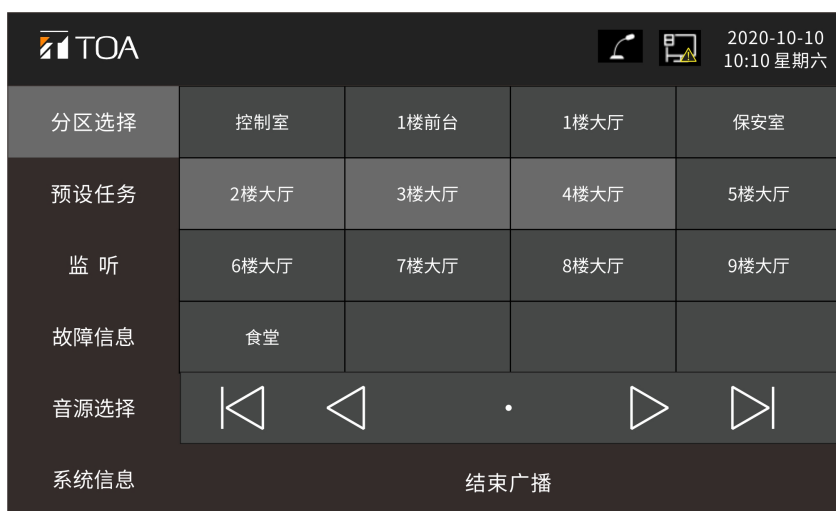 TOA
2020-10-10
10:10 星期六
分区选择
控制室
1楼前台
1楼大厅
保安室
预设任务
2楼大厅
3楼大厅
4楼大厅
5楼大厅
监 听
6楼大厅
7楼大厅
8楼大厅
9楼大厅
故障信息
食堂
音源选择
系统信息
结束广播